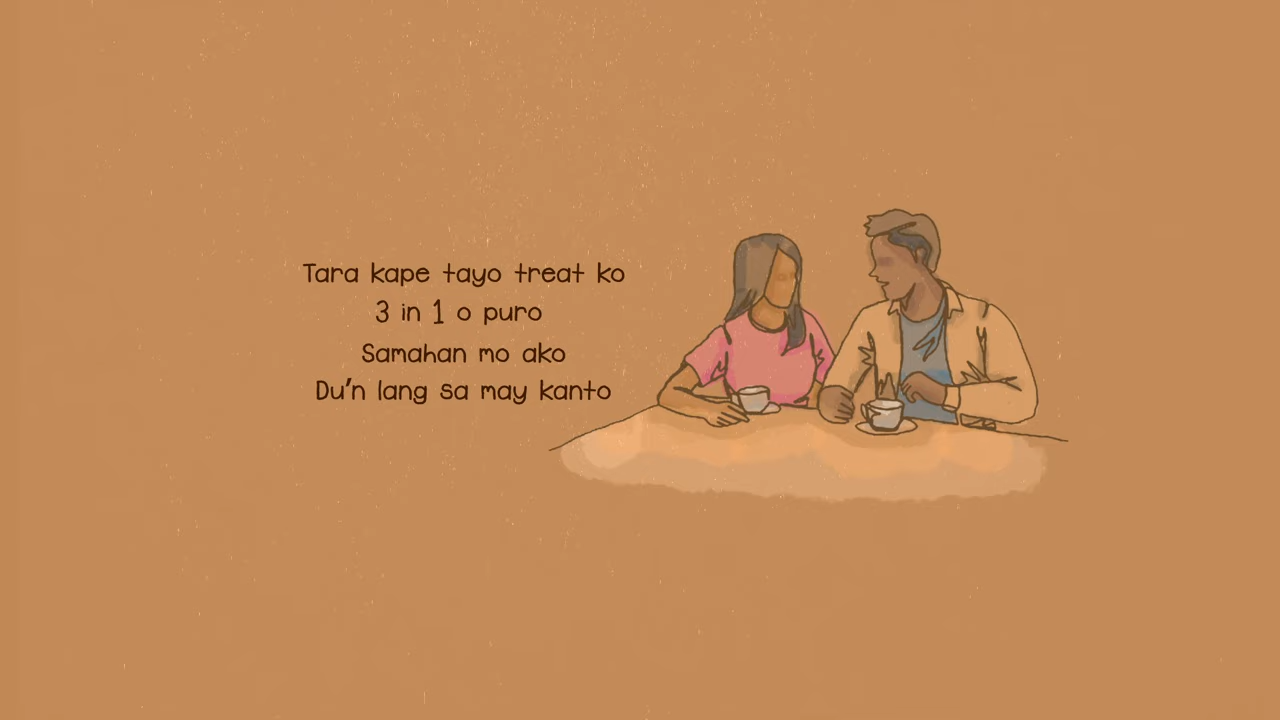 Tara kape tayo treat ko
3 in 1 o puro
Samahan mo ako
Du'n lang sa may kanto